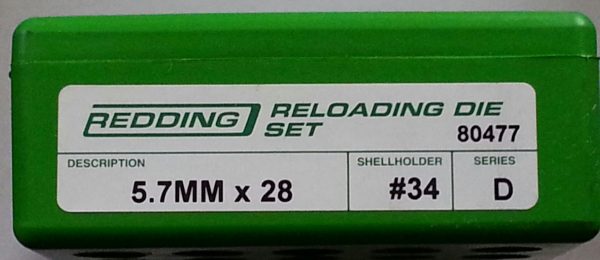 REDDING RELOADING DIE
SET 80477
DESCRIPTION SHELLHOLDER SERIES
5.7MM x 28 #34 D